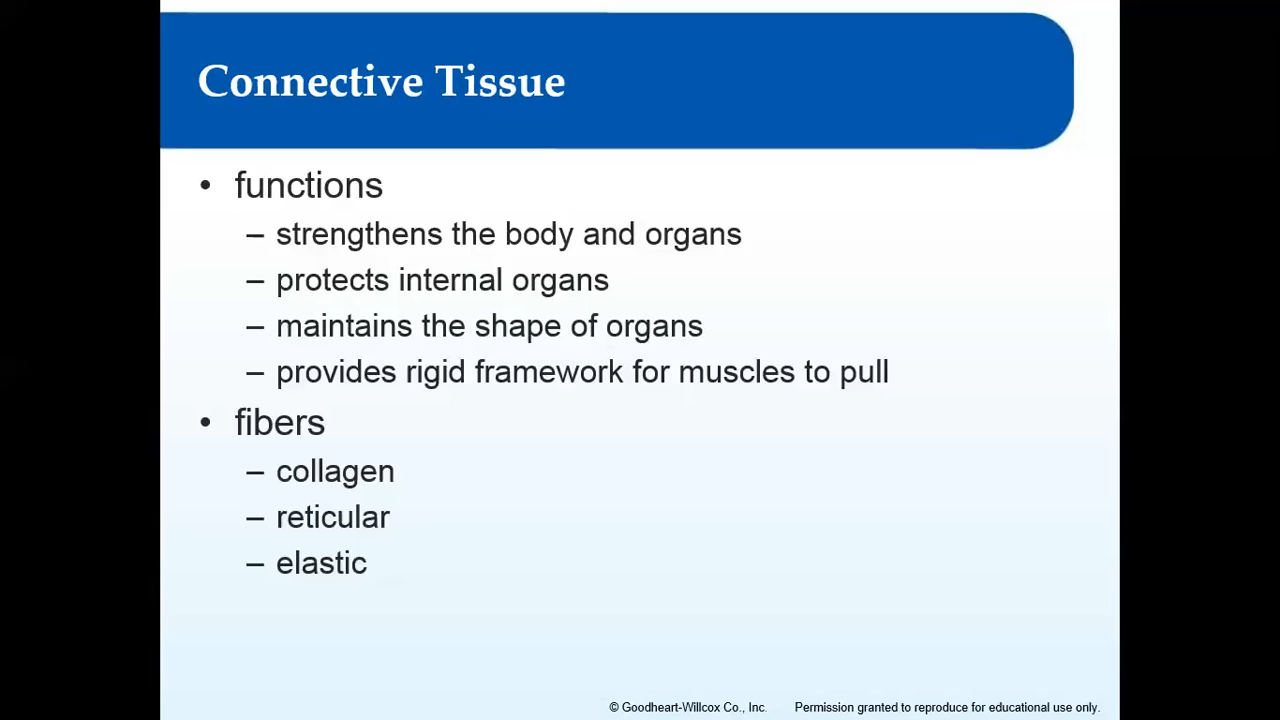 Connective Tissue
• functions
– strengthens the body and organs
– protects internal organs
– maintains the shape of organs
– provides rigid framework for muscles to pull
• fibers
– collagen
– reticular
– elastic
© Goodheart-Willcox Co., Inc. Permission granted to reproduce for educational use only.